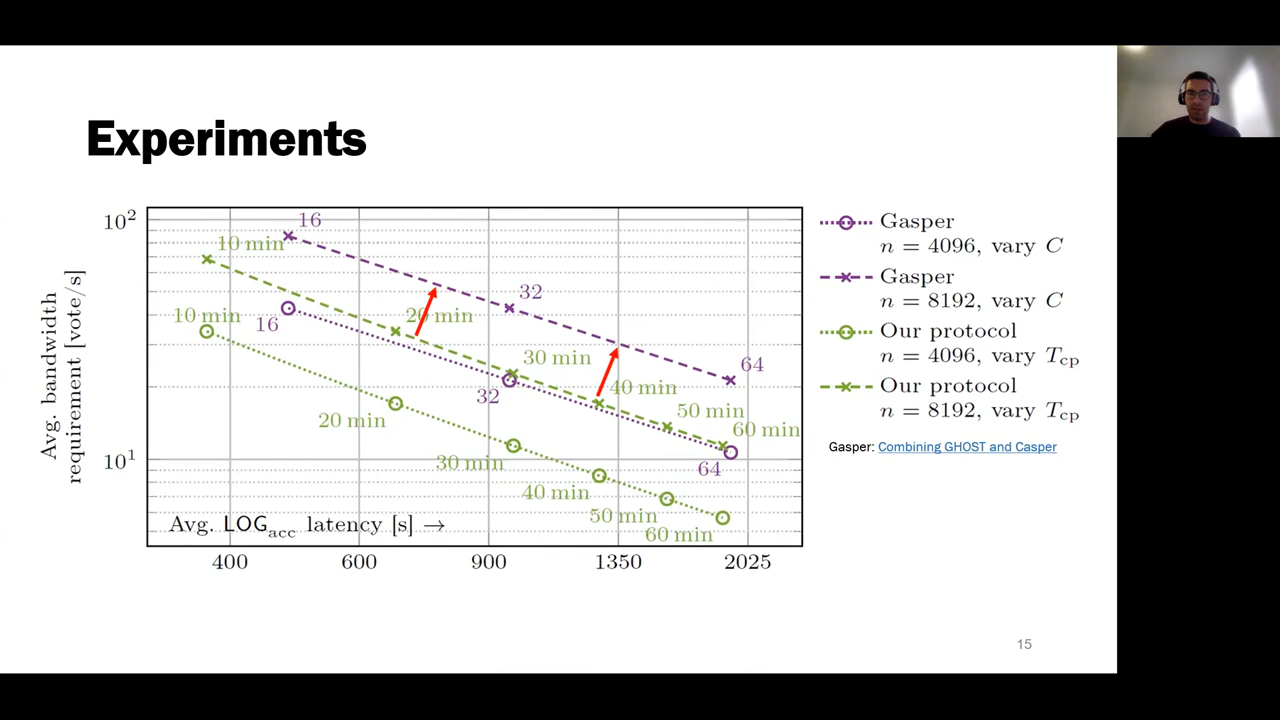 Experiments
10²
10¹
Avg. bandwidth
requirement [vote/s]
16
10 min
20 min
32
10 min
16
30 min
40 min
64
32
50 min
20 min
60 min
30 min
64
40 min
50 min
60 min
Avg. LOGacc latency [s] →
400 600 900 1350 2025
Gasper
n = 4096, vary C
Gasper
n = 8192, vary C
Our protocol
n = 4096, vary Tcp
Our protocol
n = 8192, vary Tcp
Gasper: Combining GHOST and Casper
15